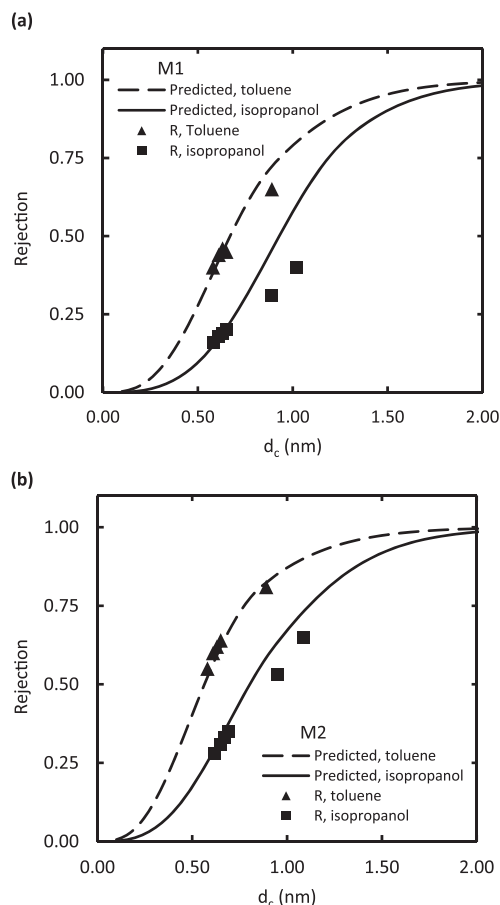 (a)
M1
Predicted, toluene
Predicted, isopropanol
R, Toluene
R, isopropanol
1.00
0.75
0.50
0.25
0.00
Rejection
0.00 0.50 1.00 1.50 2.00
dc (nm)
(b)
1.00
0.75
0.50
0.25
0.00
Rejection
M2
Predicted, toluene
Predicted, isopropanol
R, toluene
R, isopropanol
0.00 0.50 1.00 1.50 2.00
dc (nm)